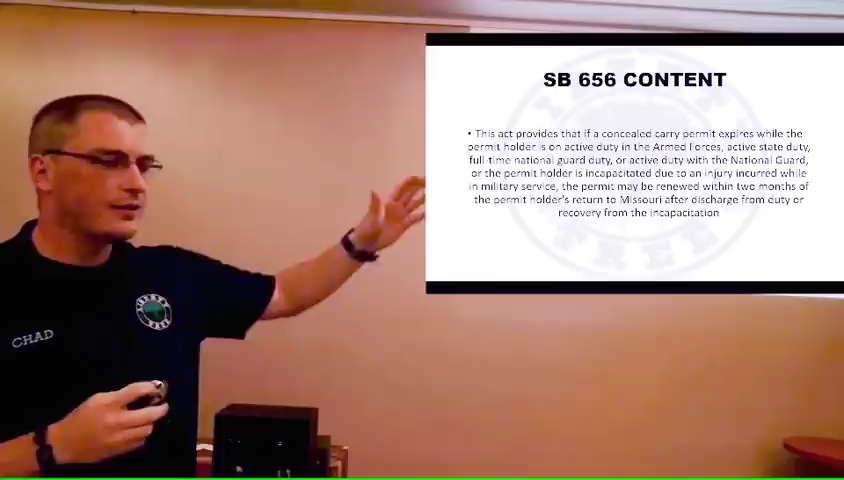 SB 656 CONTENT
• This act provides that if a concealed carry permit expires while the
permit holder is on active duty in the Armed Forces, active state duty,
full-time national guard duty, or active duty with the National Guard,
or the permit holder is incapacitated due to an injury incurred while
in military service, the permit may be renewed within two months of
the permit holder's return to Missouri after discharge from duty or
recovery from the incapacitation
CHAD
LIBERTY
TREE